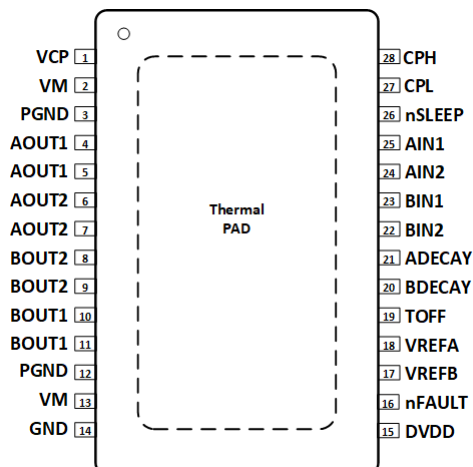 VCP 1
VM 2
PGND 3
AOUT1 4
AOUT1 5
AOUT2 6
AOUT2 7
BOUT2 8
BOUT2 9
BOUT1 10
BOUT1 11
PGND 12
VM 13
GND 14
Thermal
PAD
28 CPH
27 CPL
26 nSLEEP
25 AIN1
24 AIN2
23 BIN1
22 BIN2
21 ADECAY
20 BDECAY
19 TOFF
18 VREFA
17 VREFB
16 nFAULT
15 DVDD